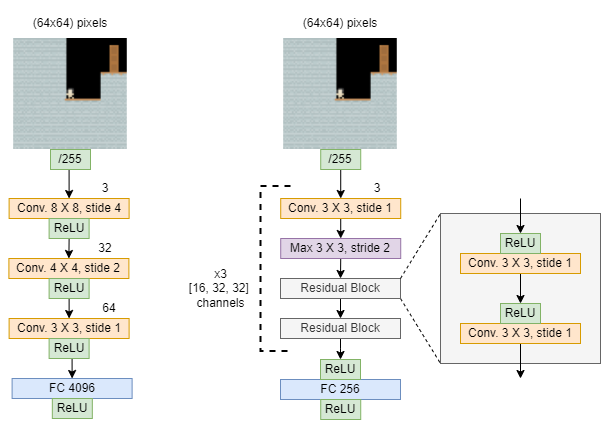 (64x64) pixels
/255
3
Conv. 8 X 8, stide 4
ReLU
32
Conv. 4 X 4, stide 2
ReLU
64
Conv. 3 X 3, stide 1
ReLU
FC 4096
ReLU
(64x64) pixels
/255
3
Conv. 3 X 3, stide 1
Max 3 X 3, stride 2
x3
[16, 32, 32]
channels
Residual Block
Residual Block
ReLU
FC 256
ReLU
ReLU
Conv. 3 X 3, stide 1
ReLU
Conv. 3 X 3, stide 1